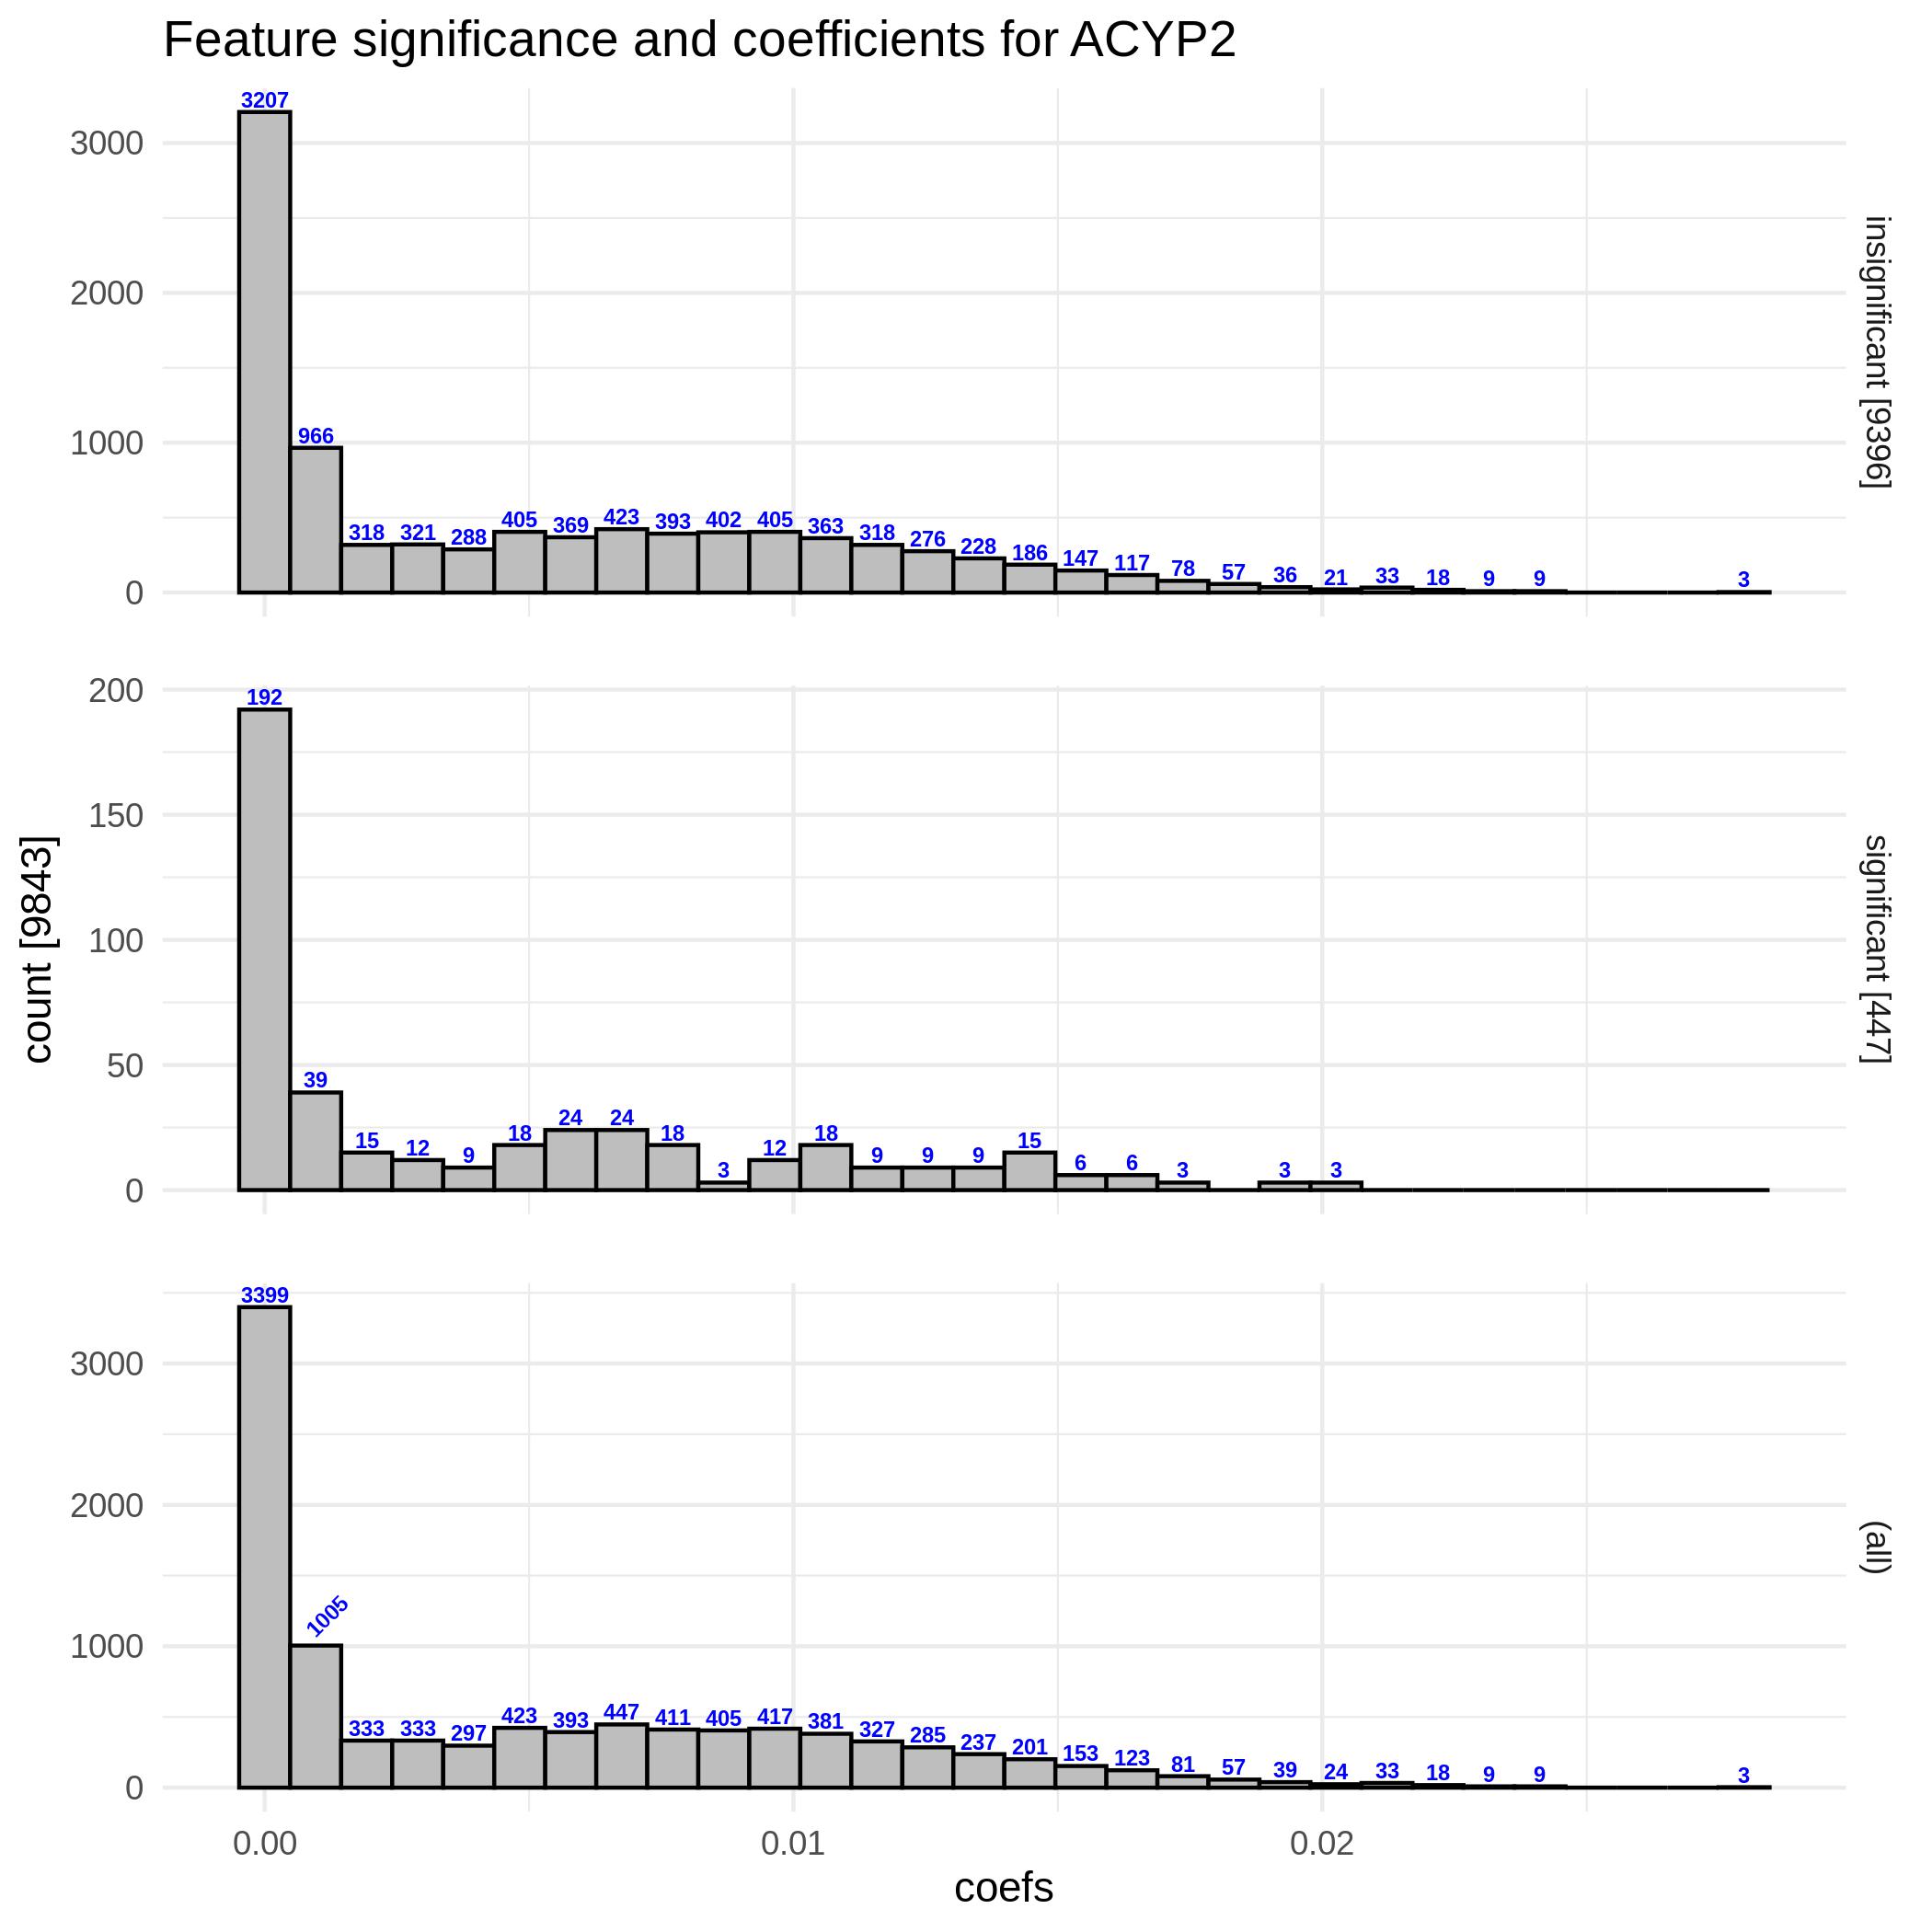 Feature significance and coefficients for ACYP2
3000
2000
1000
0
3207
966
318 321 288 405 369 423 393 402 405 363 318 276 228 186 147 117 78 57 36 21 33 18 9 9 3
insignificant [9396]
count [9843]
200
150
100
50
0
192
39
15 12 9 18 24 24 18 3 12 18 9 9 9 15 6 6 3 3 3
significant [447]
3000
2000
1000
0
3399
1005
333 333 297 423 393 447 411 405 417 381 327 285 237 201 153 123 81 57 39 24 33 18 9 9 3
(all)
0.00 0.01 0.02
coefs